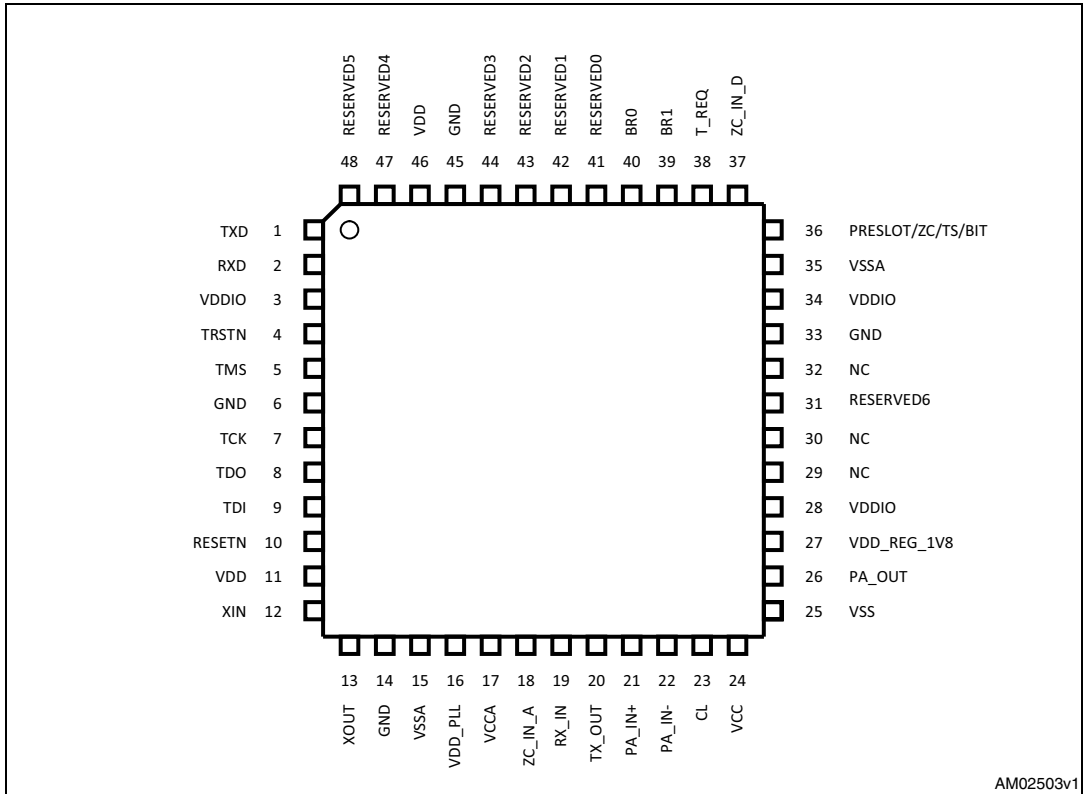 RESERVED5
RESERVED4
VDD
GND
RESERVED3
RESERVED2
RESERVED1
RESERVED0
BR0
BR1
T_REQ
ZC_IN_D
48 47 46 45 44 43 42 41 40 39 38 37
TXD 1
RXD 2
VDDIO 3
TRSTN 4
TMS 5
GND 6
TCK 7
TDO 8
TDI 9
RESETN 10
VDD 11
XIN 12
36 PRESLOT/ZC/TS/BIT
35 VSSA
34 VDDIO
33 GND
32 NC
31 RESERVED6
30 NC
29 NC
28 VDDIO
27 VDD_REG_1V8
26 PA_OUT
25 VSS
13 14 15 16 17 18 19 20 21 22 23 24
XOUT
GND
VSSA
VDD_PLL
VCCA
ZC_IN_A
RX_IN
TX_OUT
PA_IN+
PA_IN-
CL
VCC
AM02503v1